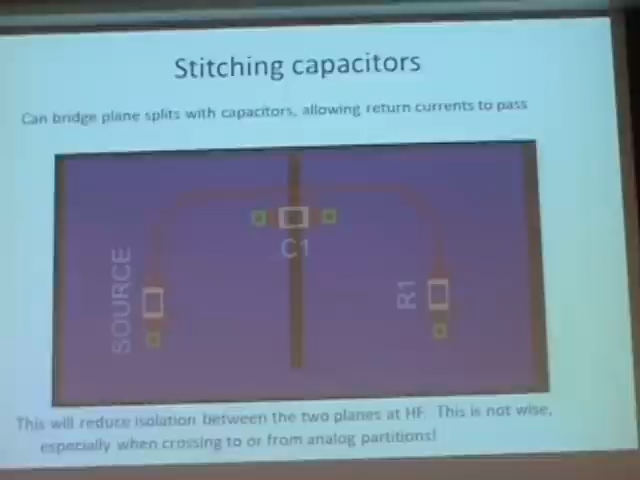 Stitching capacitors
Can bridge plane splits with capacitors, allowing return currents to pass
SOURCE
C1
R1
This will reduce isolation between the two planes at HF. This is not wise,
especially when crossing to or from analog partitions!